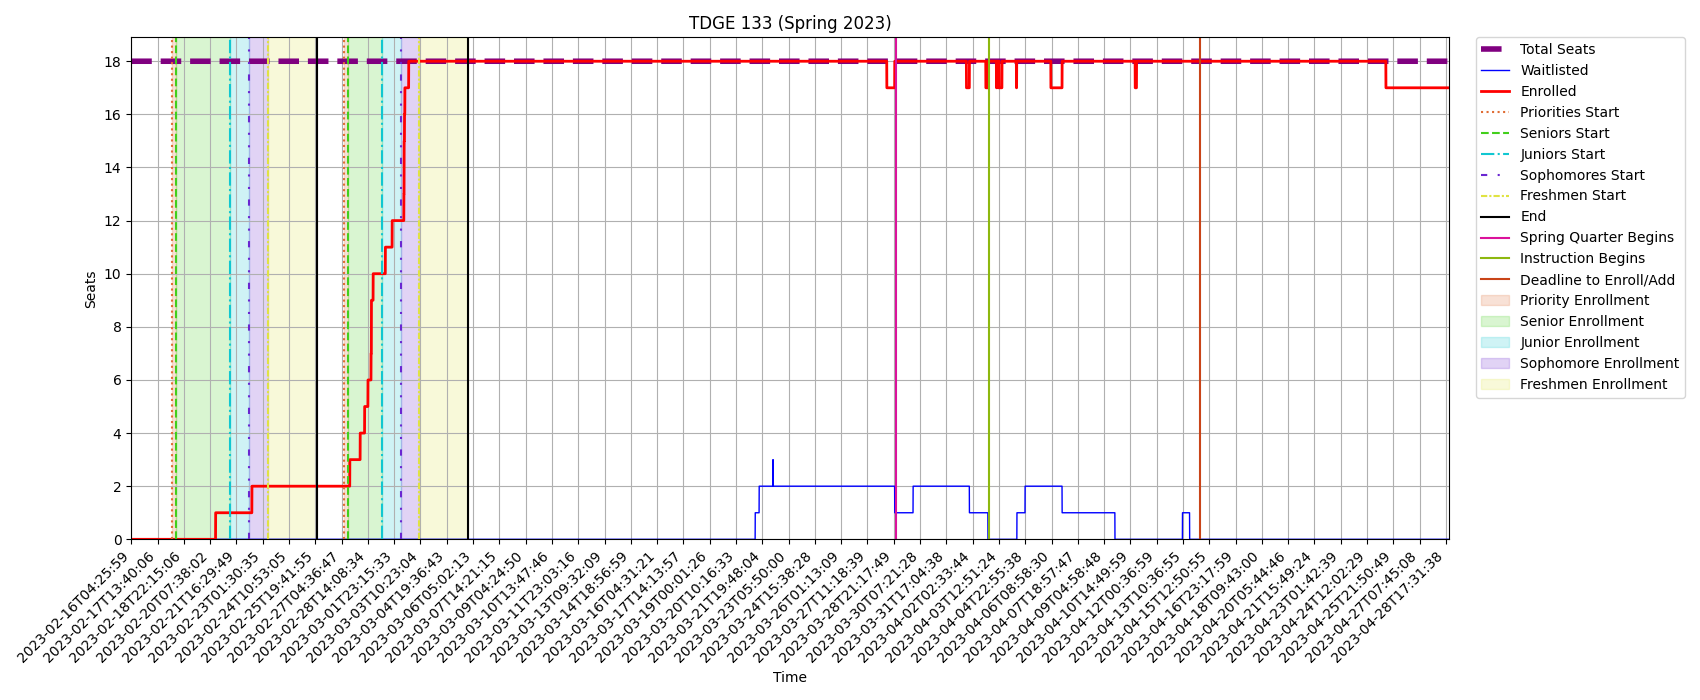 TDGE 133 (Spring 2023)
Seats
18
16
14
12
10
8
6
4
2
0
2023-02-16T04:25:59
2023-02-17T13:40:06
2023-02-18T22:15:06
2023-02-20T07:38:02
2023-02-21T16:29:49
2023-02-23T01:30:35
2023-02-24T10:53:05
2023-02-25T19:41:55
2023-02-27T04:36:47
2023-02-28T14:08:34
2023-03-01T23:15:33
2023-03-03T10:23:04
2023-03-04T19:36:43
2023-03-06T05:02:13
2023-03-07T14:21:15
2023-03-09T04:24:50
2023-03-10T13:47:46
2023-03-11T23:03:16
2023-03-13T09:32:09
2023-03-14T18:56:59
2023-03-16T04:31:21
2023-03-17T14:13:57
2023-03-19T00:01:26
2023-03-20T10:16:33
2023-03-21T19:48:04
2023-03-23T05:50:00
2023-03-24T15:38:28
2023-03-26T01:13:09
2023-03-27T11:18:39
2023-03-28T21:17:49
2023-03-30T07:21:28
2023-03-31T17:04:38
2023-04-02T02:33:44
2023-04-03T12:51:24
2023-04-04T22:55:38
2023-04-06T08:58:30
2023-04-07T18:57:47
2023-04-09T04:58:48
2023-04-10T14:49:59
2023-04-12T00:36:59
2023-04-13T10:36:55
2023-04-15T12:50:55
2023-04-16T23:17:59
2023-04-18T09:43:00
2023-04-20T05:44:46
2023-04-21T15:49:24
2023-04-23T01:42:39
2023-04-24T12:02:29
2023-04-25T21:50:49
2023-04-27T07:45:08
2023-04-28T17:31:38
Time
Total Seats
Waitlisted
Enrolled
Priorities Start
Seniors Start
Juniors Start
Sophomores Start
Freshmen Start
End
Spring Quarter Begins
Instruction Begins
Deadline to Enroll/Add
Priority Enrollment
Senior Enrollment
Junior Enrollment
Sophomore Enrollment
Freshmen Enrollment